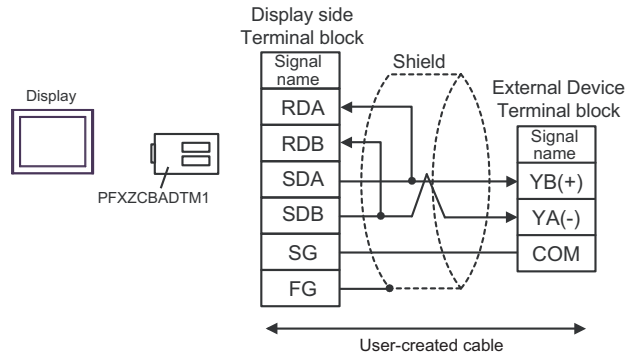 Display side
Terminal block
Signal
name
RDA
RDB
SDA
SDB
SG
FG
Shield
External Device
Terminal block
Signal
name
YB(+)
YA(-)
COM
Display
PFXZCBADTM1
User-created cable